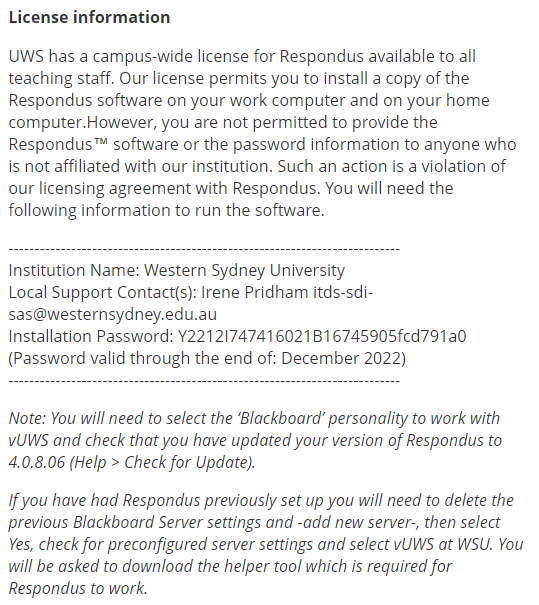 License information
UWS has a campus-wide license for Respondus available to all
teaching staff. Our license permits you to install a copy of the
Respondus software on your work computer and on your home
computer.However, you are not permitted to provide the
Respondus™ software or the password information to anyone who
is not affiliated with our institution. Such an action is a violation of
our licensing agreement with Respondus. You will need the
following information to run the software.
---------------------------------------------------------------------------
Institution Name: Western Sydney University
Local Support Contact(s): Irene Pridham itds-sdi-
sas@westernsydney.edu.au
Installation Password: Y2212I747416021B16745905fcd791a0
(Password valid through the end of: December 2022)
---------------------------------------------------------------------------
Note: You will need to select the ‘Blackboard’ personality to work with
vUWS and check that you have updated your version of Respondus to
4.0.8.06 (Help > Check for Update).
If you have had Respondus previously set up you will need to delete the
previous Blackboard Server settings and -add new server-, then select
Yes, check for preconfigured server settings and select vUWS at WSU. You
will be asked to download the helper tool which is required for
Respondus to work.